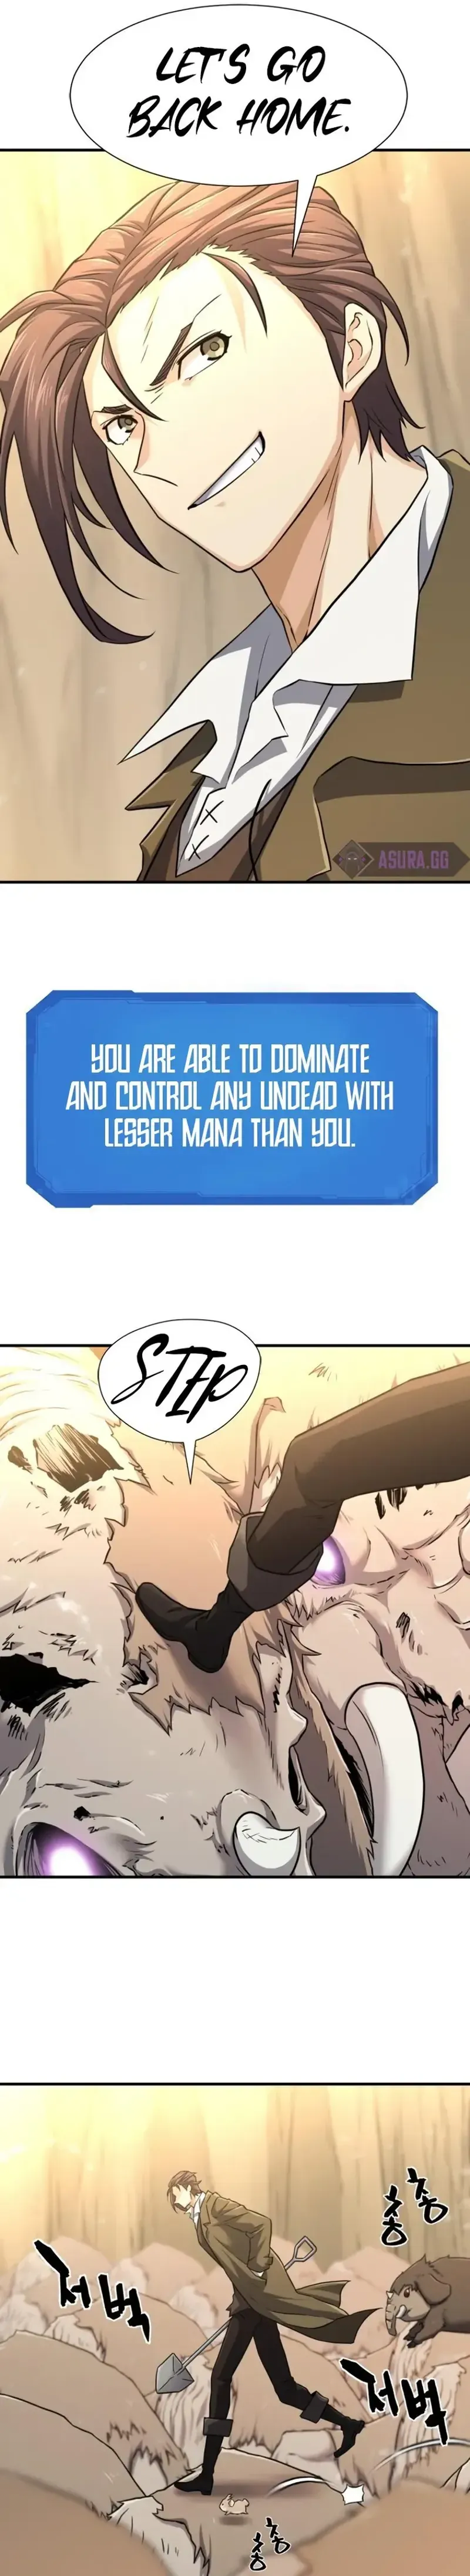 LET'S GO
BACK HOME.
ASURA.GG
YOU ARE ABLE TO DOMINATE
AND CONTROL ANY UNDEAD WITH
LESSER MANA THAN YOU.
STEP
총총
저벅
저벅
총총